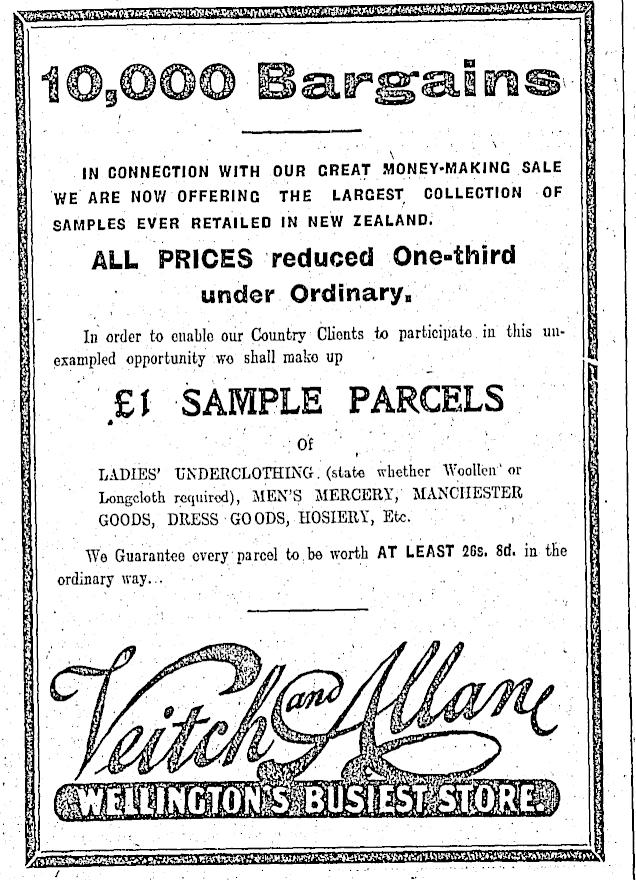 10,000 Bargains
IN CONNECTION WITH OUR GREAT MONEY-MAKING SALE
WE ARE NOW OFFERING THE LARGEST COLLECTION OF
SAMPLES EVER RETAILED IN NEW ZEALAND.
ALL PRICES reduced One-third
under Ordinary.
In order to enable our Country Clients to participate in this un-
exampled opportunity we shall make up
£1 SAMPLE PARCELS
Of
LADIES' UNDERCLOTHING (state whether Woollen or
Longcloth required), MEN'S MERCERY, MANCHESTER
GOODS, DRESS GOODS, HOSIERY, Etc.
We Guarantee every parcel to be worth AT LEAST 26s. 8d. in the
ordinary way...
Veitch and Allan
WELLINGTON'S BUSIEST STORE.